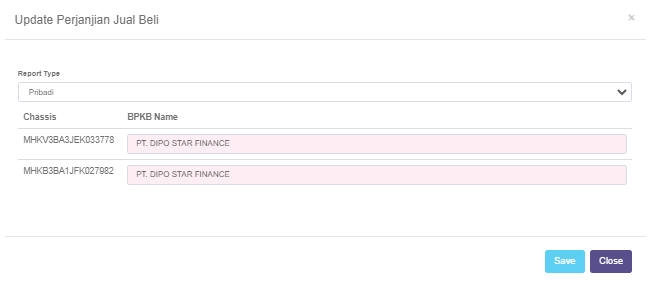 Update Perjanjian Jual Beli
×
Report Type
Pribadi
Chassis BPKB Name
MHKV3BA3JEK033778 PT. DIPO STAR FINANCE
MHKB3BA1JFK027982 PT. DIPO STAR FINANCE
Save Close